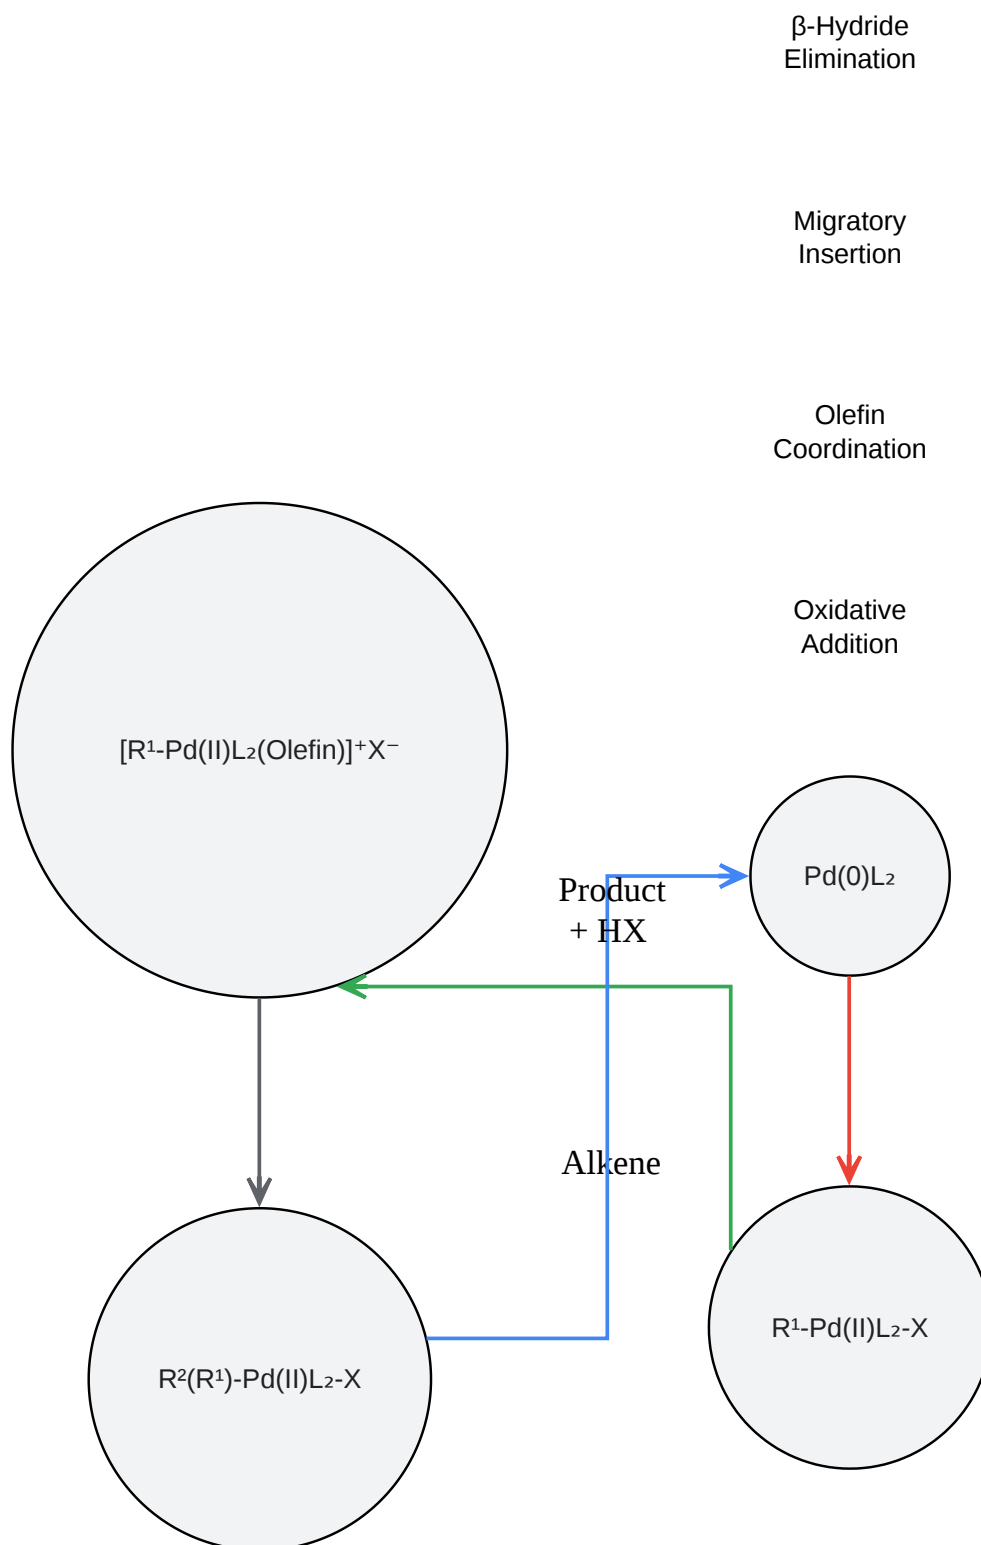 β-Hydride
Elimination
Migratory
Insertion
Olefin
Coordination
Oxidative
Addition
[R¹-Pd(II)L₂(Olefin)]⁺X⁻
Pd(0)L₂
Product
+ HX
Alkene
R¹-Pd(II)L₂-X
R²(R¹)-Pd(II)L₂-X